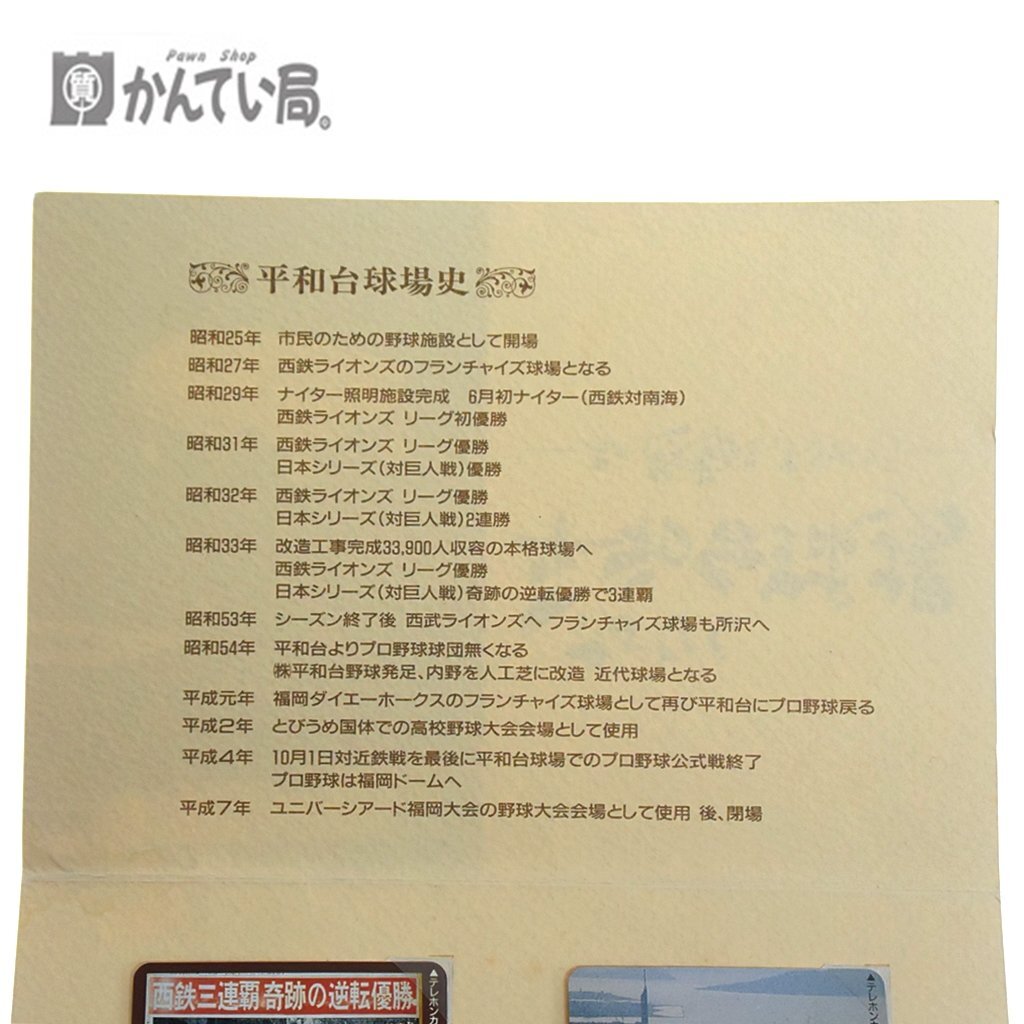 Pawn Shop
質 かんてい局。
平和台球場史
昭和25年 市民のための野球施設として開場
昭和27年 西鉄ライオンズのフランチャイズ球場となる
昭和29年 ナイター照明施設完成 6月初ナイター(西鉄対南海)
西鉄ライオンズ リーグ初優勝
昭和31年 西鉄ライオンズ リーグ優勝
日本シリーズ(対巨人戦)優勝
昭和32年 西鉄ライオンズ リーグ優勝
日本シリーズ(対巨人戦)2連勝
昭和33年 改造工事完成33,900人収容の本格球場へ
西鉄ライオンズ リーグ優勝
日本シリーズ(対巨人戦)奇跡の逆転優勝で3連覇
昭和53年 シーズン終了後 西武ライオンズへ フランチャイズ球場も所沢へ
昭和54年 平和台よりプロ野球球団無くなる
㈱平和台野球発足、内野を人工芝に改造 近代球場となる
平成元年 福岡ダイエーホークスのフランチャイズ球場として再び平和台にプロ野球戻る
平成2年 とびうめ国体での高校野球大会会場として使用
平成4年 10月1日対近鉄戦を最後に平和台球場でのプロ野球公式戦終了
プロ野球は福岡ドームへ
平成7年 ユニバーシアード福岡大会の野球大会会場として使用 後、閉場
西鉄三連覇奇跡の逆転優勝
▲テレホンカ
▲テレホン